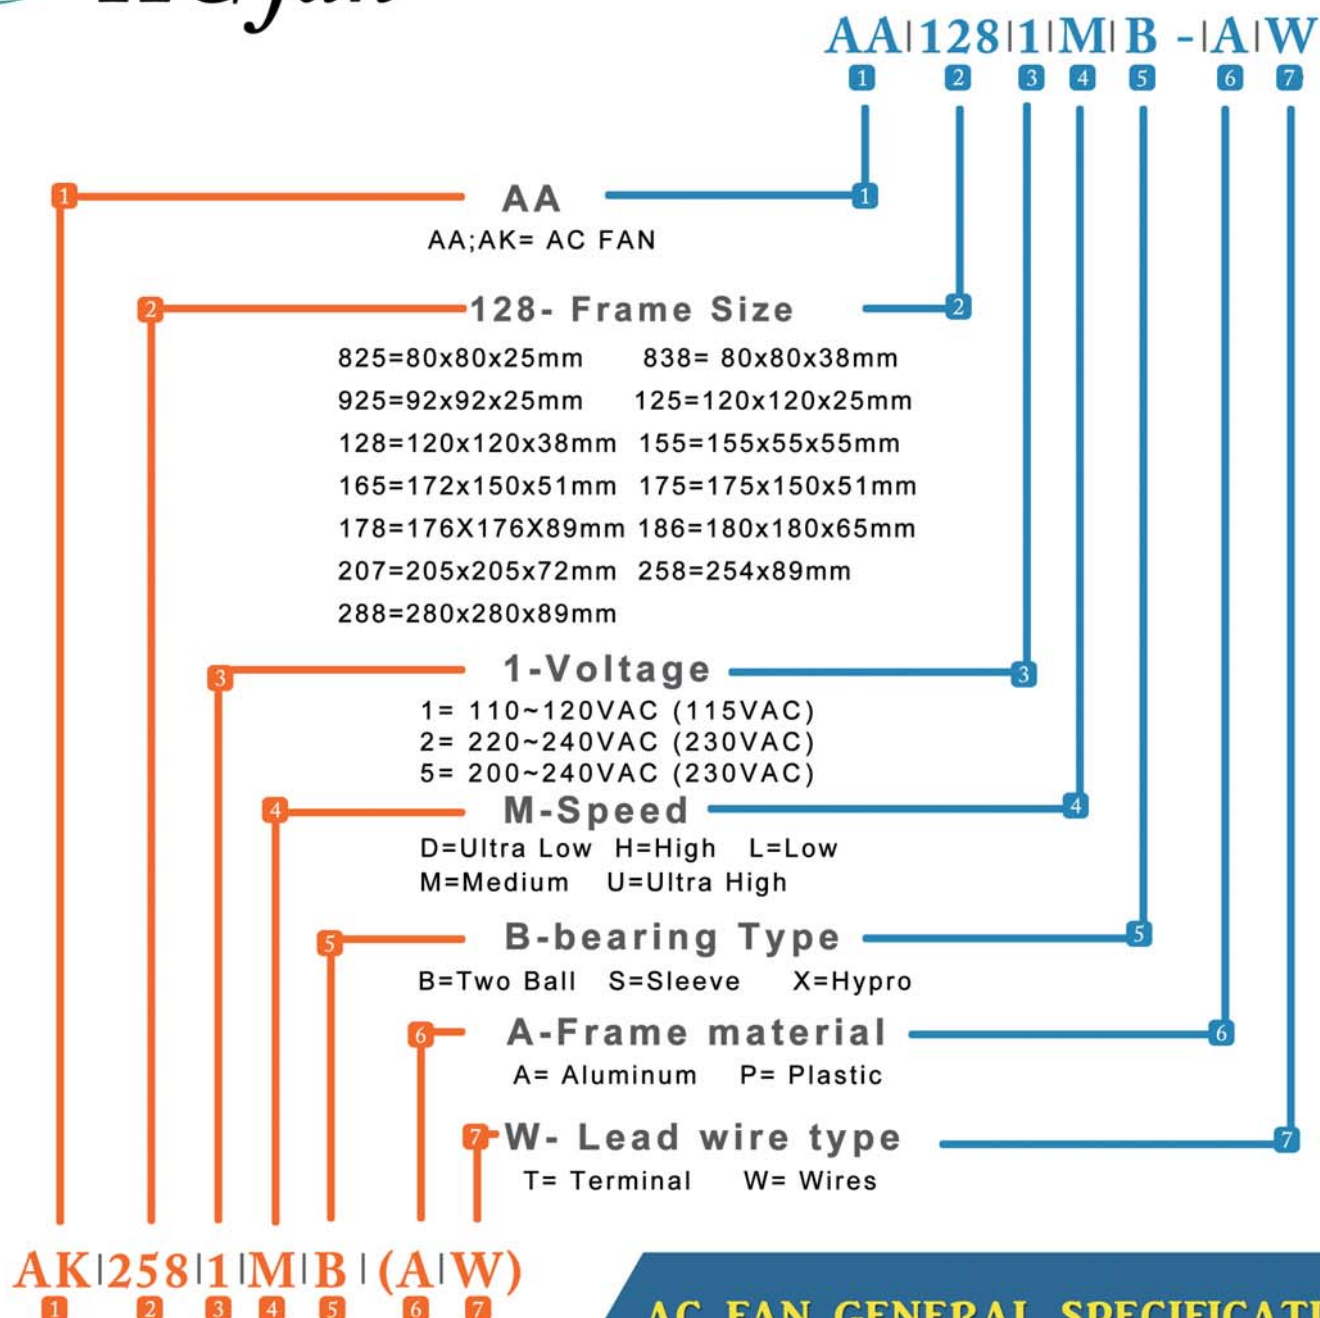 ACfan
AA|128|1|M|B -|A|W
1 2 3 4 5 6 7
1 AA 1
AA;AK= AC FAN
2 128- Frame Size 2
825=80x80x25mm 838= 80x80x38mm
925=92x92x25mm 125=120x120x25mm
128=120x120x38mm 155=155x55x55mm
165=172x150x51mm 175=175x150x51mm
178=176X176X89mm 186=180x180x65mm
207=205x205x72mm 258=254x89mm
288=280x280x89mm
3 1-Voltage 3
1= 110~120VAC (115VAC)
2= 220~240VAC (230VAC)
5= 200~240VAC (230VAC)
4 M-Speed 4
D=Ultra Low H=High L=Low
M=Medium U=Ultra High
5 B-bearing Type 5
B=Two Ball S=Sleeve X=Hypro
6 A-Frame material 6
A= Aluminum P= Plastic
7 W- Lead wire type 7
T= Terminal W= Wires
AK|258|1|M|B|(A|W)
1 2 3 4 5 6 7
AC FAN GENERAL SPECIFICATI